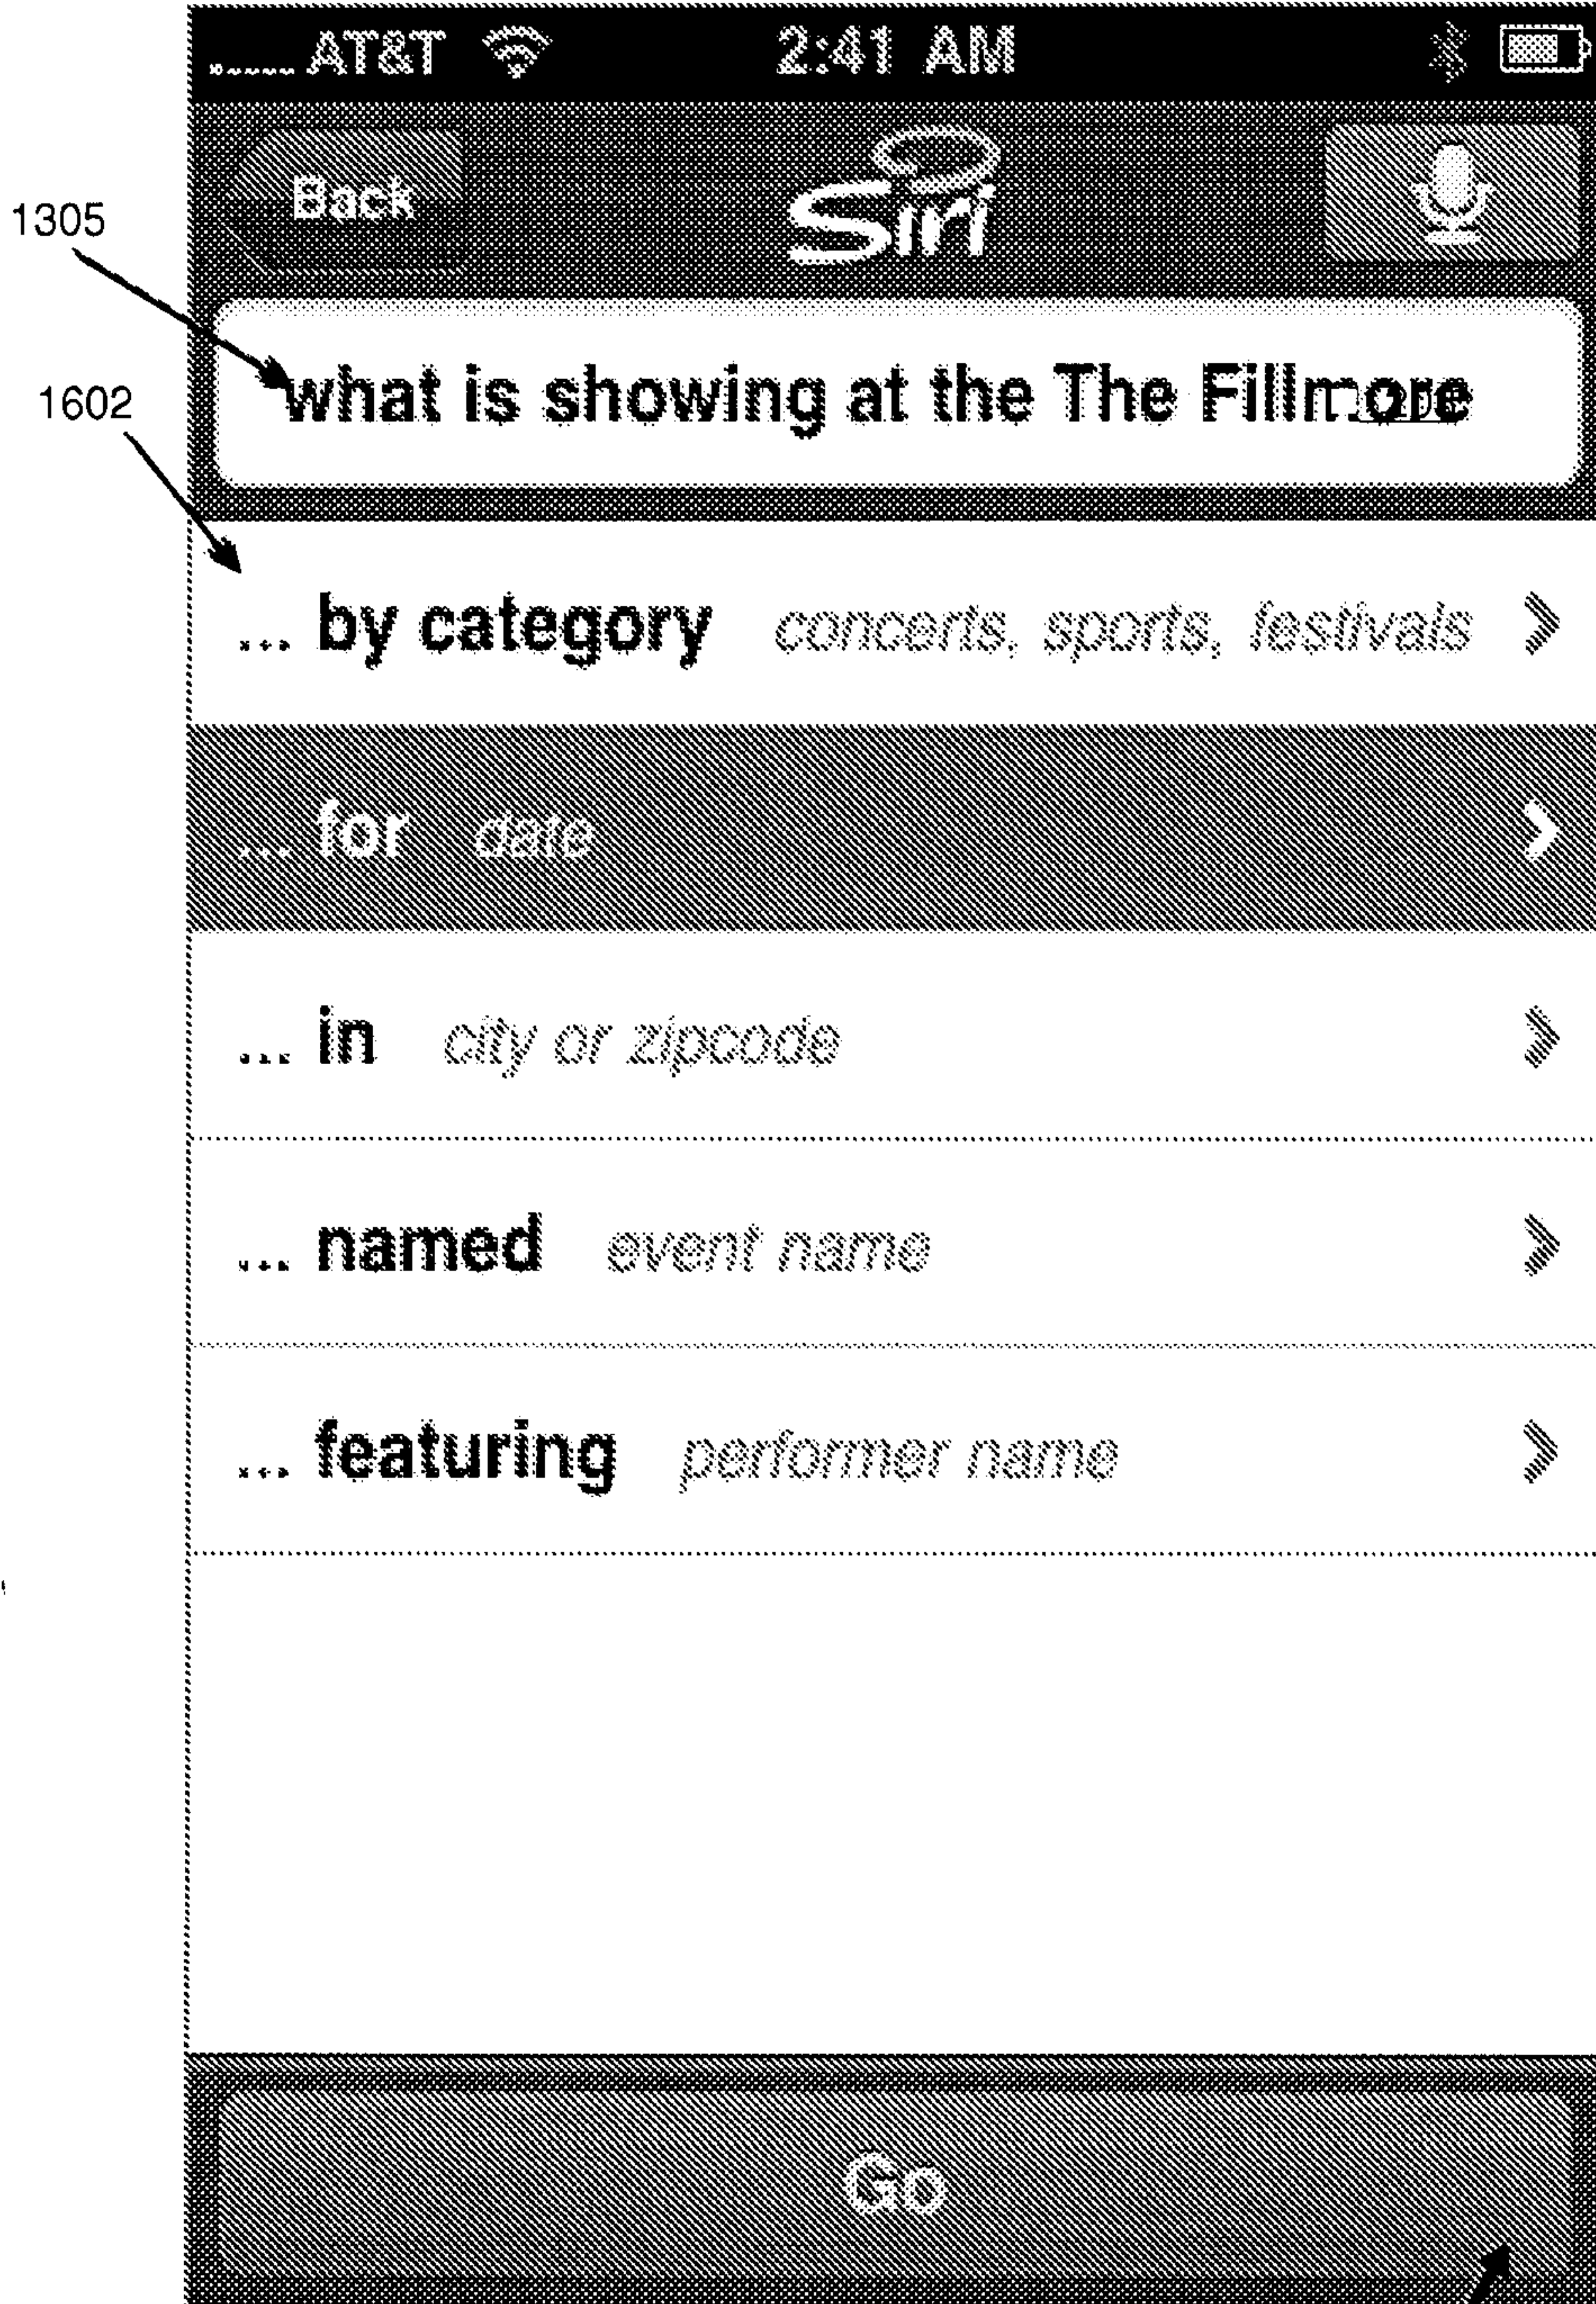 ..... AT&T 2:41 AM
Back Siri
1305
what is showing at the The Fillmore
1602
... by category concerts, sports, festivals
... for date
... in city or zipcode
... named event name
... featuring performer name
Go